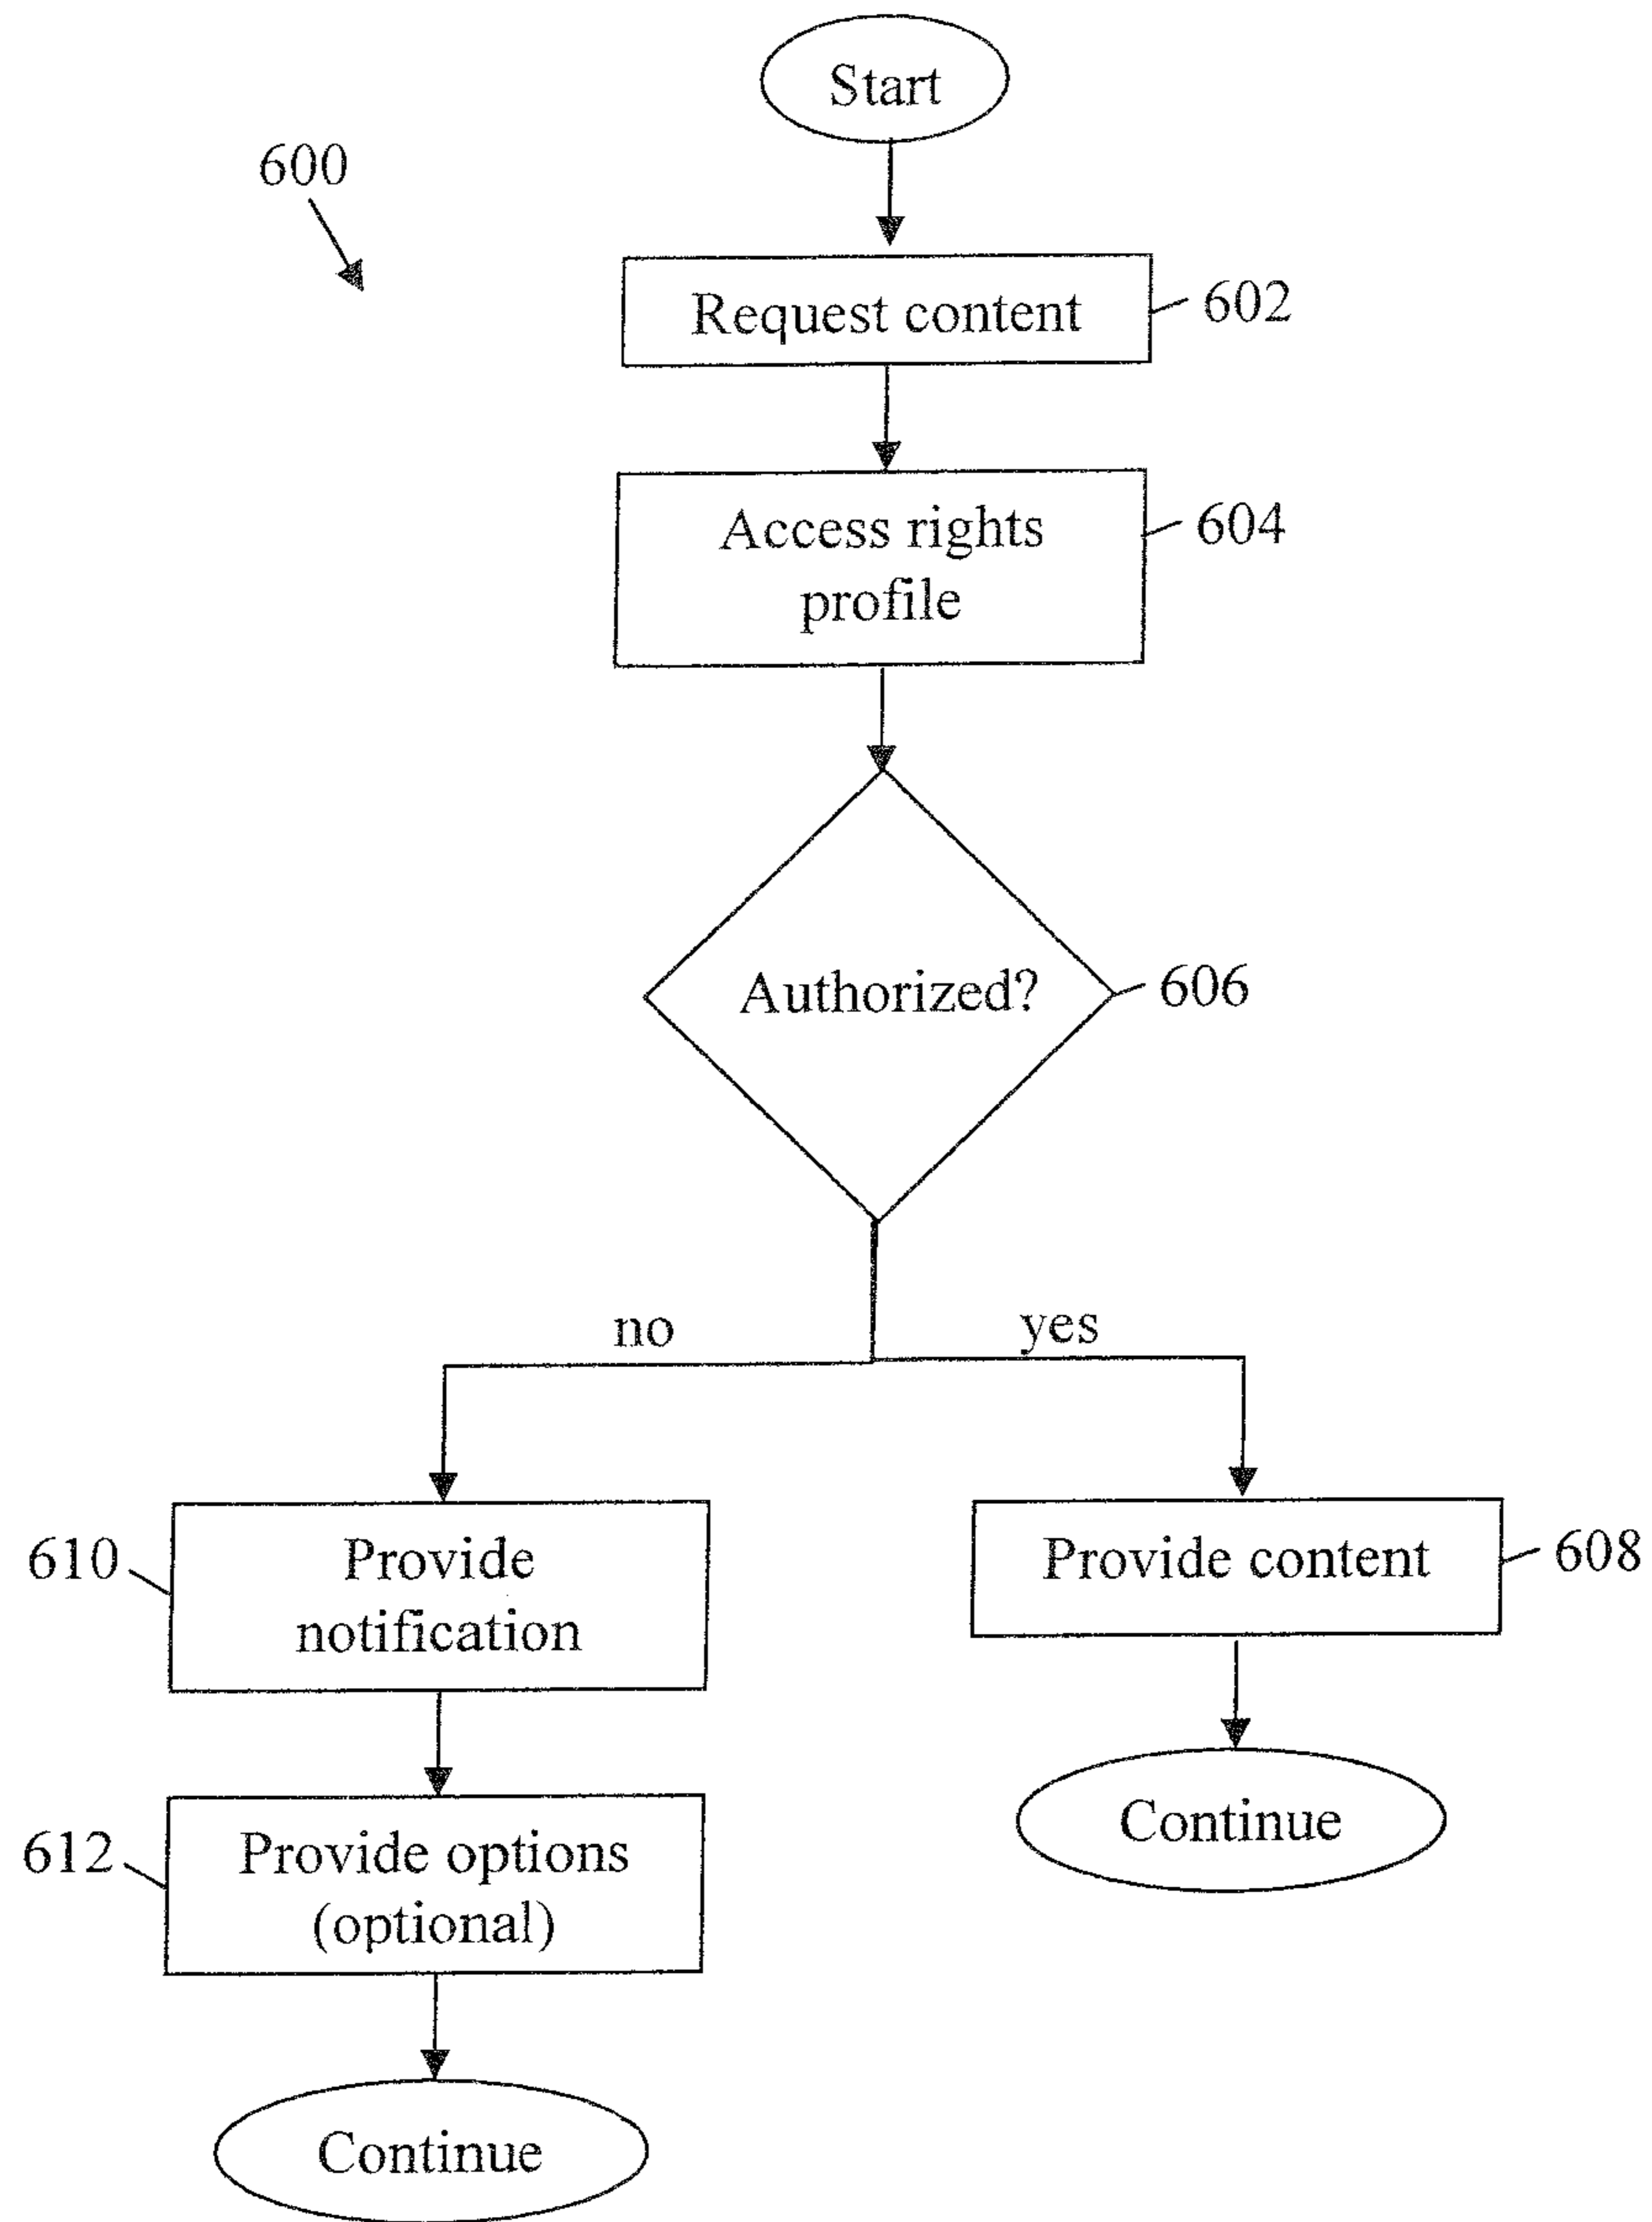 Start
600
Request content
602
Access rights
profile
604
Authorized?
606
no
yes
610
Provide
notification
Provide content
608
612
Provide options
(optional)
Continue
Continue